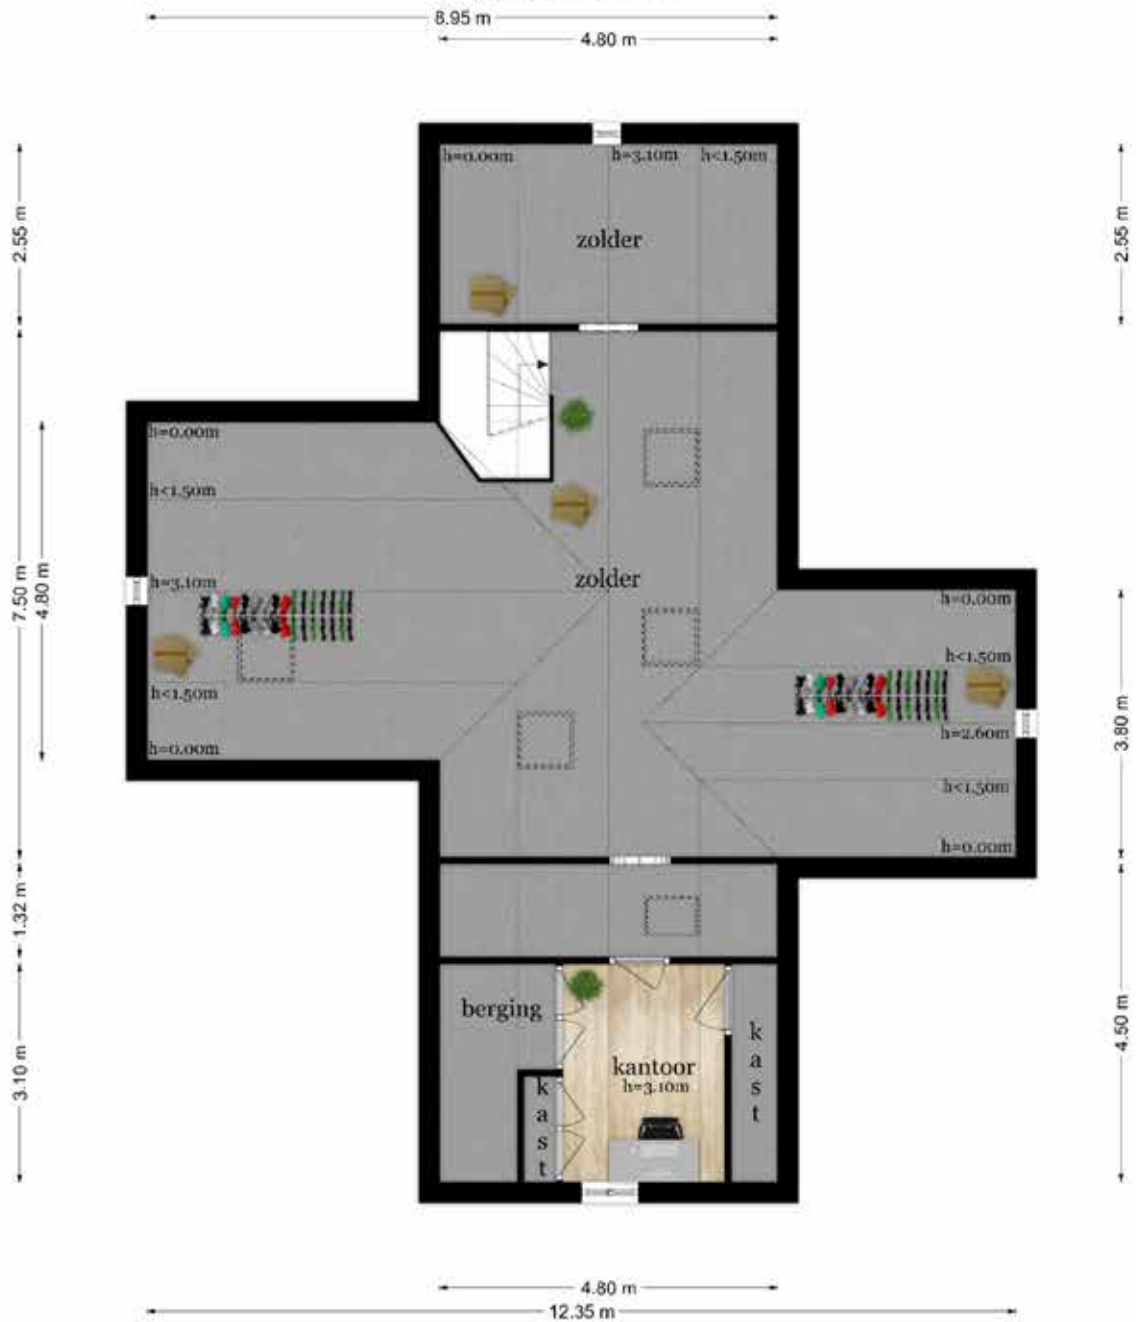 8.95 m
4.80 m
h=0.00m
h=3.10m
h<1.50m
2.55 m
2.55 m
zolder
h=0.00m
h<1.50m
h=3.10m
h<1.50m
h=0.00m
7.50 m
4.80 m
zolder
h=0.00m
h<1.50m
h=2.60m
h<1.50m
h=0.00m
3.80 m
1.32 m
3.10 m
4.50 m
berging
kantoor
h=3.10m
kast
kast
4.80 m
12.35 m